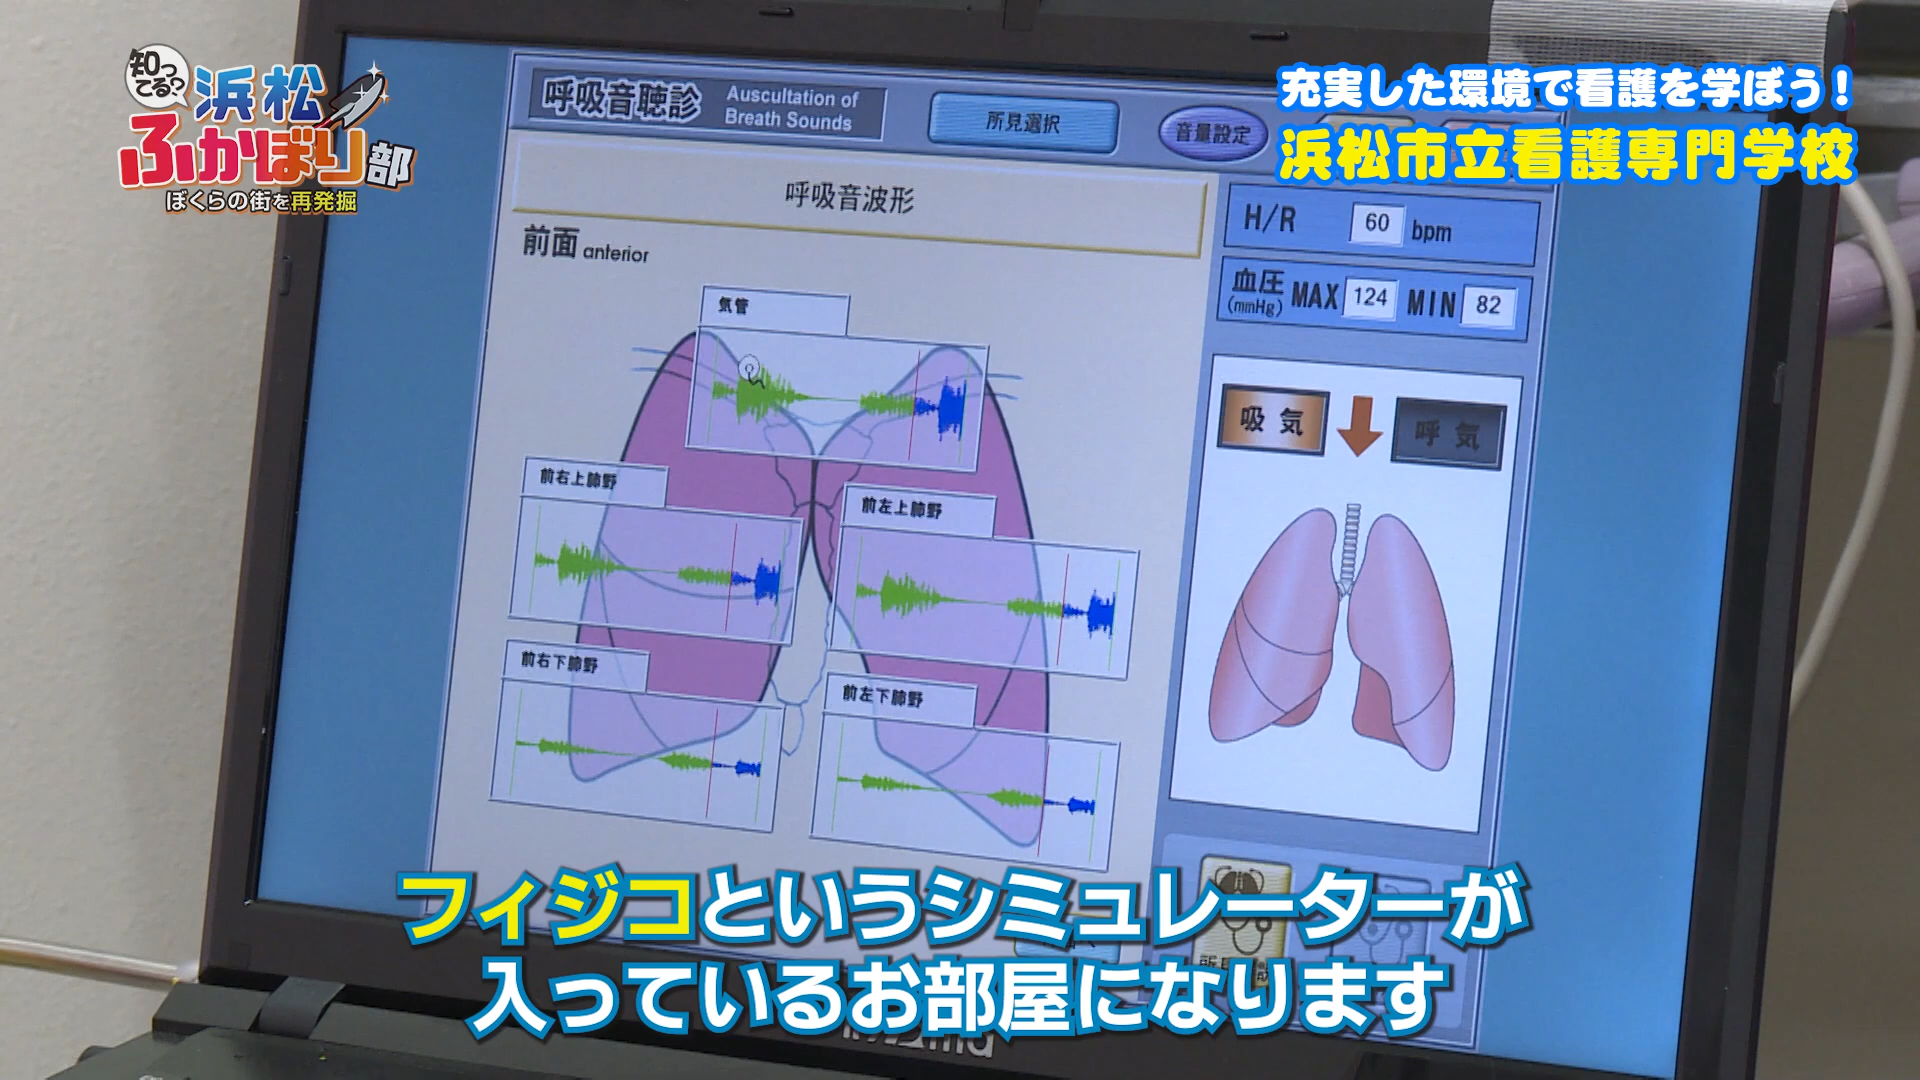 知ってる?
浜松
ふかぼり部
ぼくらの街を再発掘
充実した環境で看護を学ぼう!
浜松市立看護専門学校
呼吸音聴診
Auscultation of
Breath Sounds
所見選択
音量設定
呼吸音波形
前面 anterior
H/R 60 bpm
血圧
(mmHg) MAX 124 MIN 82
気管
吸気
呼気
前右上肺野
前左上肺野
前右下肺野
前左下肺野
フィジコというシミュレーターが
入っているお部屋になります